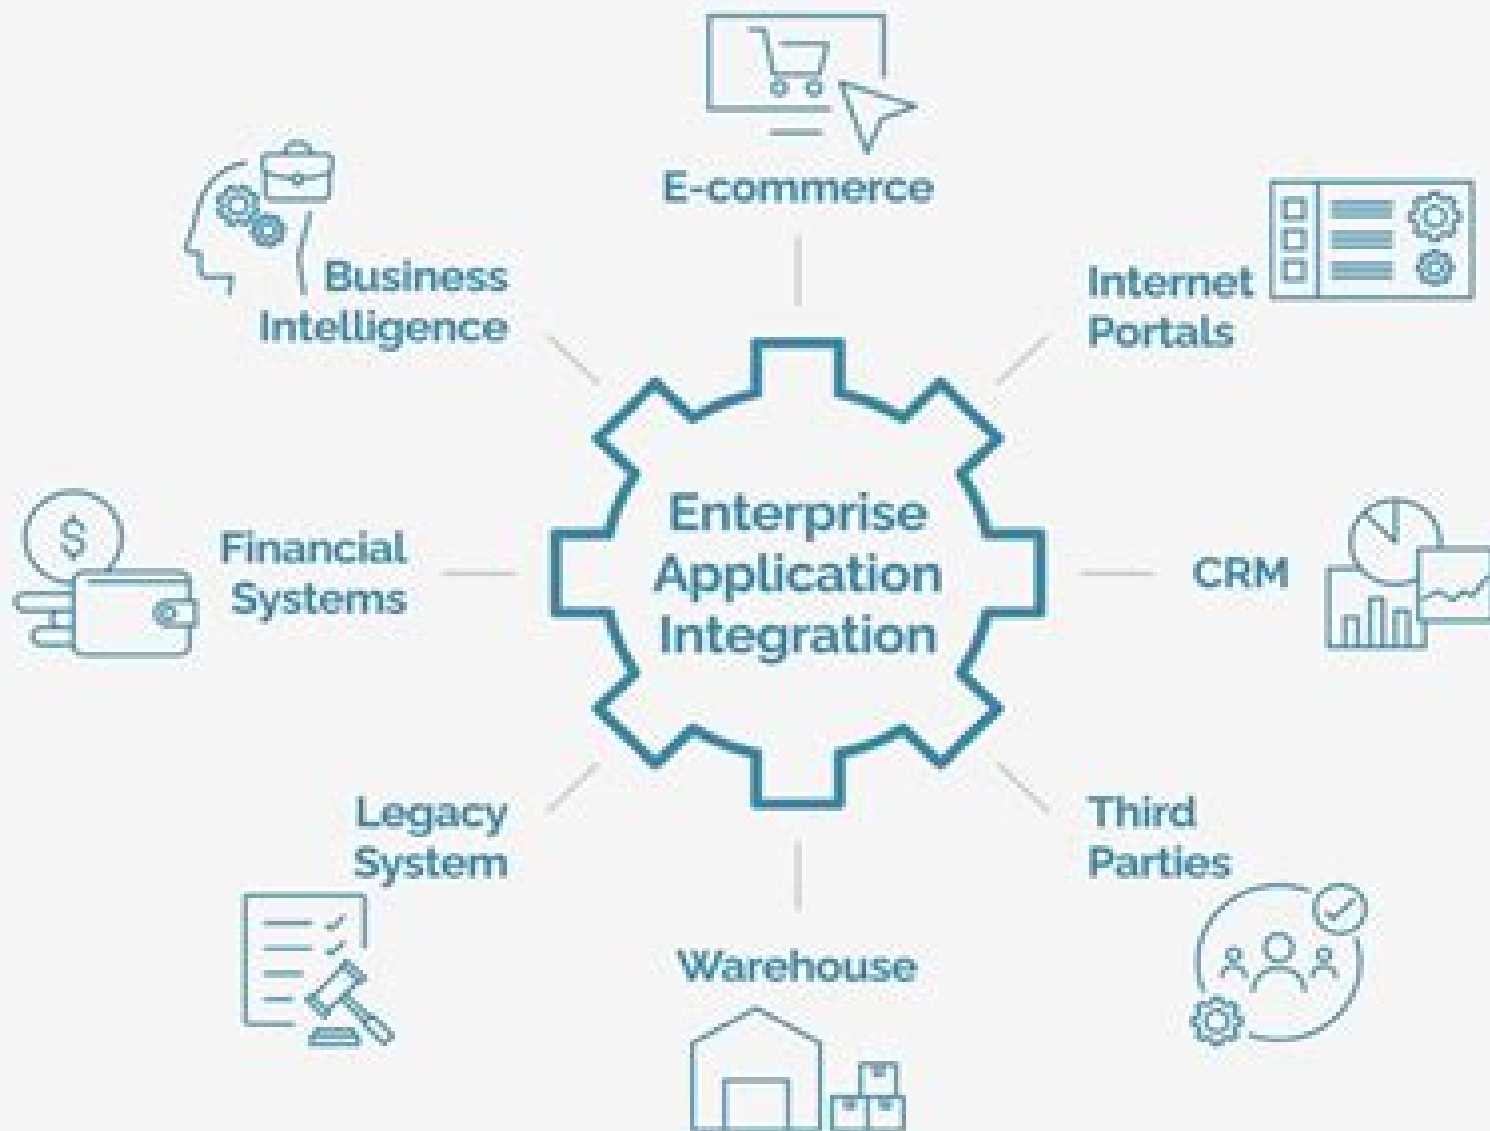 E-commerce
Business
Intelligence
Internet
Portals
$
Financial
Systems
Enterprise
Application
Integration
CRM
Legacy
System
Third
Parties
Warehouse